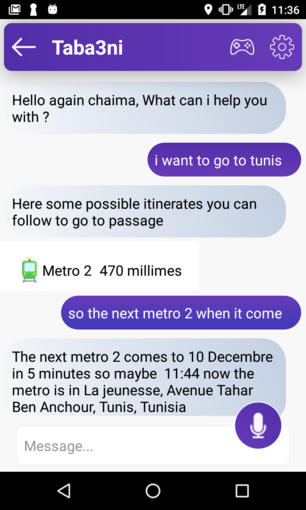 LTE 11:36
Taba3ni
Hello again chaima, What can i help you
with ?
i want to go to tunis
Here some possible itinerates you can
follow to go to passage
Metro 2 470 millimes
so the next metro 2 when it come
The next metro 2 comes to 10 Decembre
in 5 minutes so maybe 11:44 now the
metro is in La jeunesse, Avenue Tahar
Ben Anchour, Tunis, Tunisia
Message...